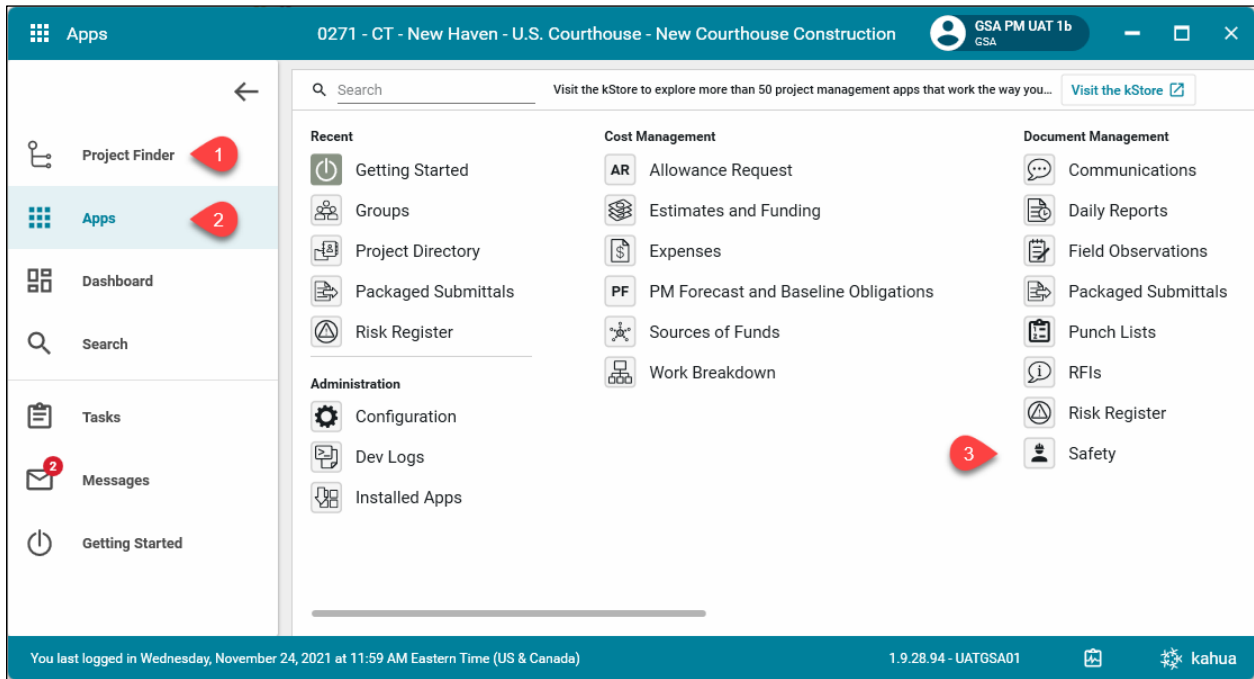 Apps
0271 - CT - New Haven - U.S. Courthouse - New Courthouse Construction
GSA PM UAT 1b
GSA
Project Finder
1
Apps
2
Dashboard
Search
Tasks
2
Messages
Getting Started
Search
Visit the kStore to explore more than 50 project management apps that work the way you...
Visit the kStore
Recent
Getting Started
Groups
Project Directory
Packaged Submittals
Risk Register
Administration
Configuration
Dev Logs
Installed Apps
Cost Management
AR Allowance Request
Estimates and Funding
Expenses
PF PM Forecast and Baseline Obligations
Sources of Funds
Work Breakdown
Document Management
Communications
Daily Reports
Field Observations
Packaged Submittals
Punch Lists
RFIs
Risk Register
3
Safety
You last logged in Wednesday, November 24, 2021 at 11:59 AM Eastern Time (US & Canada)
1.9.28.94 - UATGSA01
kahua